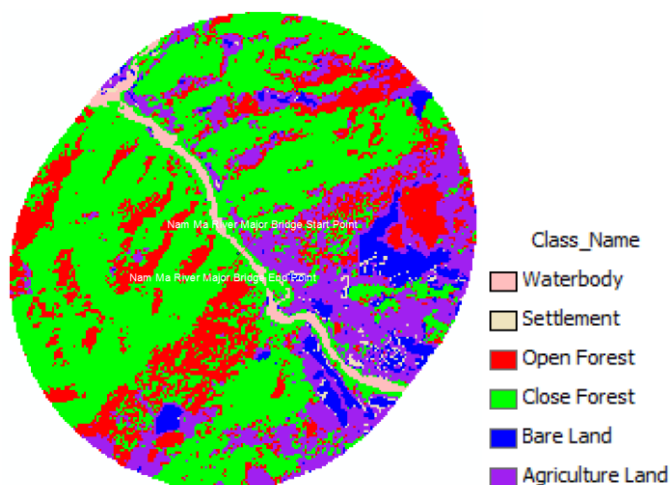 Nam Ma River Major Bridge Start Point
Nam Ma River Major Bridge End Point
Class_Name
Waterbody
Settlement
Open Forest
Close Forest
Bare Land
Agriculture Land